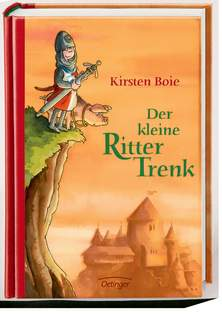 Kirsten Boie
Der
kleine
Ritter
Trenk
Oetinger